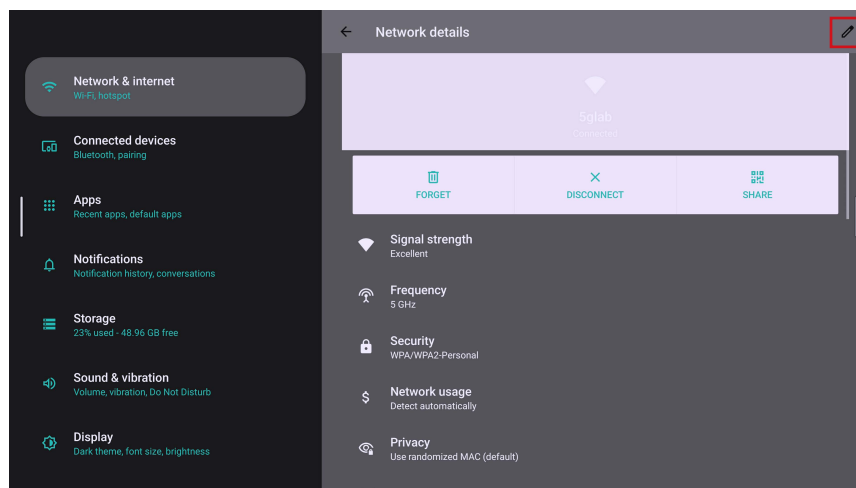 Network & internet
Wi-Fi, hotspot
Connected devices
Bluetooth, pairing
Apps
Recent apps, default apps
Notifications
Notification history, conversations
Storage
23% used - 48.96 GB free
Sound & vibration
Volume, vibration, Do Not Disturb
Display
Dark theme, font size, brightness
Network details
5glab
Connected
FORGET
DISCONNECT
SHARE
Signal strength
Excellent
Frequency
5 GHz
Security
WPA/WPA2-Personal
Network usage
Detect automatically
Privacy
Use randomized MAC (default)